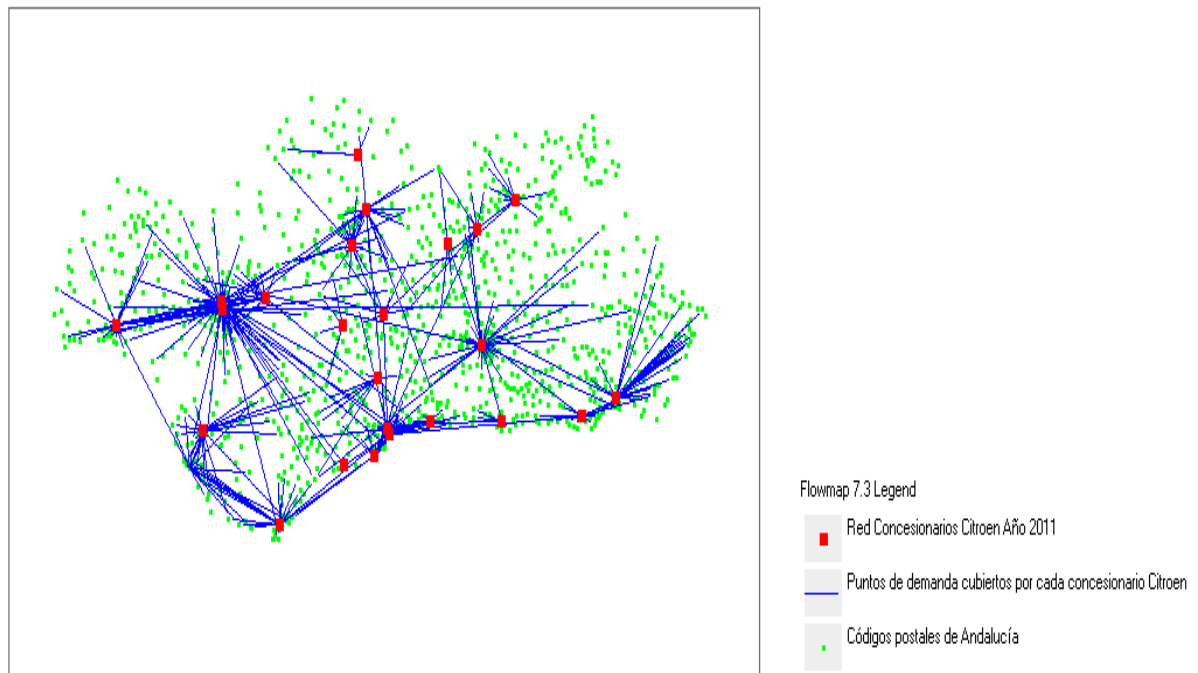 Flowmap 7.3 Legend
Red Concesionarios Citroen Año 2011
Puntos de demanda cubiertos por cada concesionario Citroen
Códigos postales de Andalucía